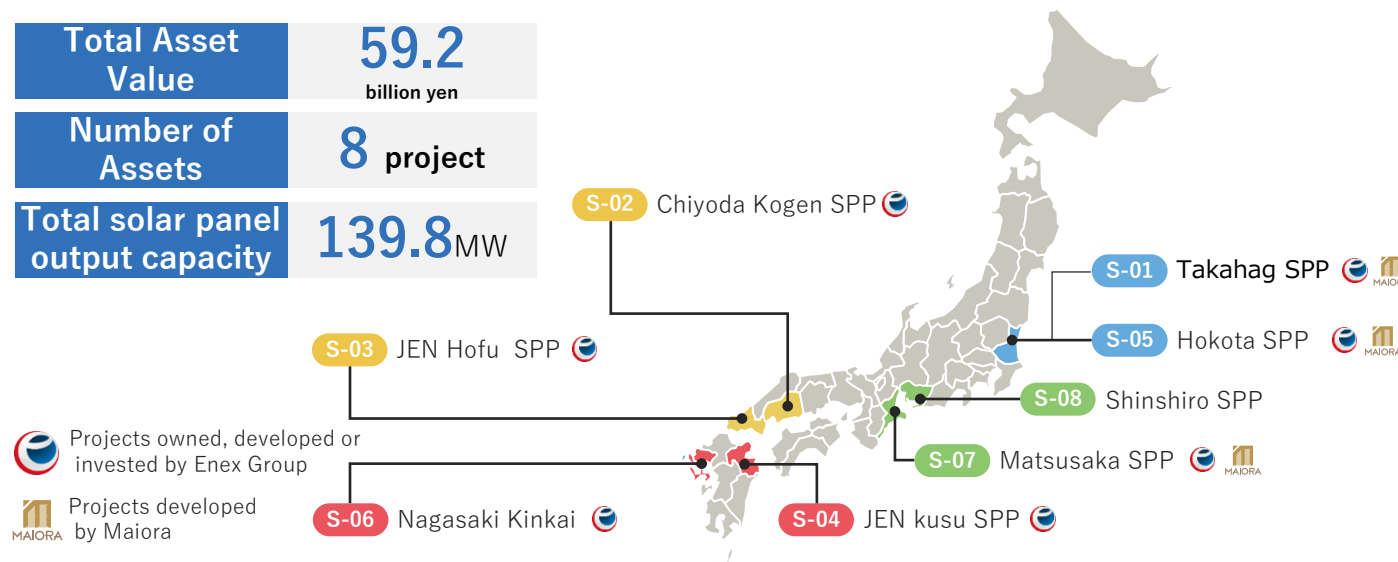 Total Asset
Value
59.2
billion yen
Number of
Assets
8 project
Total solar panel
output capacity
139.8MW
S-02 Chiyoda Kogen SPP
S-01 Takahag SPP
MAIORA
S-03 JEN Hofu SPP
S-05 Hokota SPP
MAIORA
S-08 Shinshiro SPP
Projects owned, developed or
invested by Enex Group
S-07 Matsusaka SPP
MAIORA
Projects developed
by Maiora
MAIORA
S-06 Nagasaki Kinkai
S-04 JEN kusu SPP